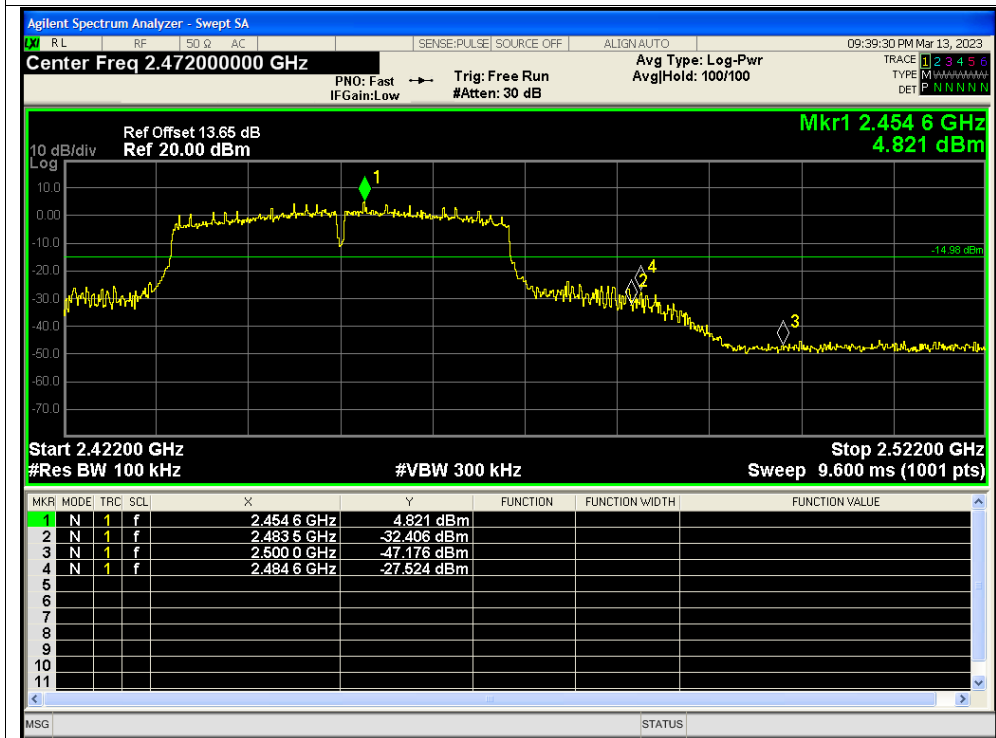 Agilent Spectrum Analyzer - Swept SA
LXI RL RF 50 Ω AC SENSE:PULSE SOURCE OFF ALIGN AUTO 09:39:30 PM Mar 13, 2023
Center Freq 2.472000000 GHz
PNO: Fast
IFGain:Low
Trig: Free Run
#Atten: 30 dB
Avg Type: Log-Pwr
Avg|Hold: 100/100
TRACE 1 2 3 4 5 6
TYPE M
DET P N N N N N
Ref Offset 13.65 dB
Ref 20.00 dBm
10 dB/div
Log
Mkr1 2.454 6 GHz
4.821 dBm
10.0
0.00
-10.0
-20.0
-30.0
-40.0
-50.0
-60.0
-70.0
1
-14.98 dBm
4
2
3
Start 2.42200 GHz
Stop 2.52200 GHz
#Res BW 100 kHz
#VBW 300 kHz
Sweep 9.600 ms (1001 pts)
MKR MODE TRC SCL X Y FUNCTION FUNCTION WIDTH FUNCTION VALUE
1 N 1 f 2.454 6 GHz 4.821 dBm
2 N 1 f 2.483 5 GHz -32.406 dBm
3 N 1 f 2.500 0 GHz -47.176 dBm
4 N 1 f 2.484 6 GHz -27.524 dBm
5
6
7
8
9
10
11
MSG STATUS